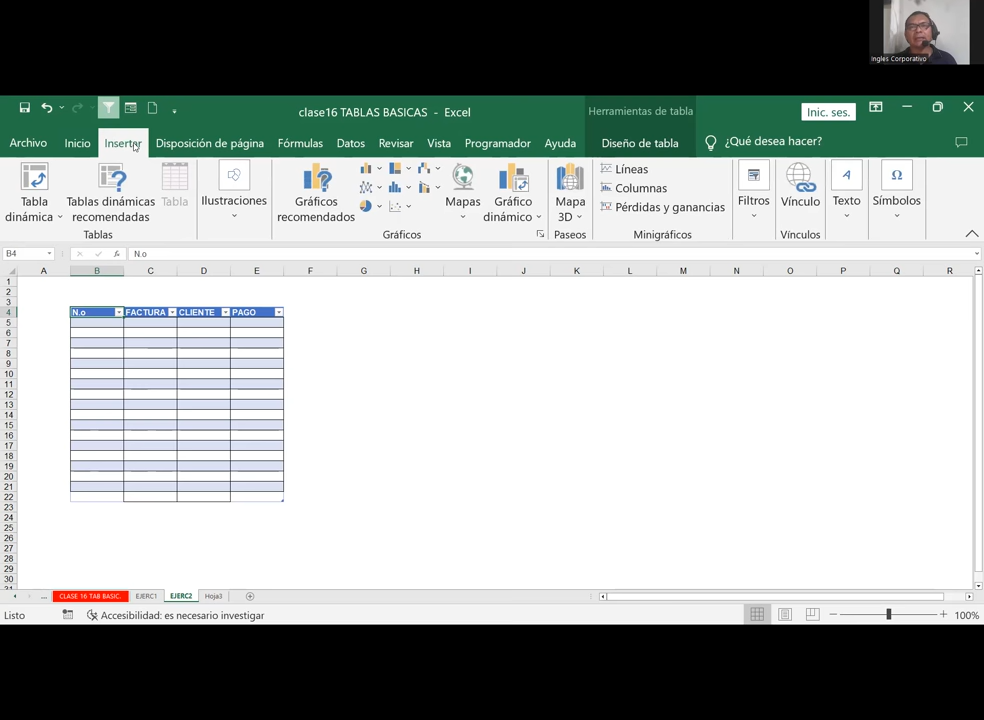 Ingles Corporativo
clase16 TABLAS BASICAS - Excel
Herramientas de tabla
Inic. ses.
Archivo Inicio Insertar Disposición de página Fórmulas Datos Revisar Vista Programador Ayuda Diseño de tabla ¿Qué desea hacer?
Tabla dinámica
Tablas dinámicas recomendadas
Tabla
Tablas
Ilustraciones
Gráficos recomendados
Mapas
Gráfico dinámico
Gráficos
Mapa 3D
Paseos
Líneas
Columnas
Pérdidas y ganancias
Minigráficos
Filtros
Vínculo
Vínculos
Texto
Símbolos
B4 fx N.o
A B C D E F G H I J K L M N O P Q R
1
2
3
4 N.o FACTURA CLIENTE PAGO
5
6
7
8
9
10
11
12
13
14
15
16
17
18
19
20
21
22
23
24
25
26
27
28
29
30
31
... CLASE 16 TAB BASIC. EJERC1 EJERC2 Hoja3
Listo Accesibilidad: es necesario investigar 100%